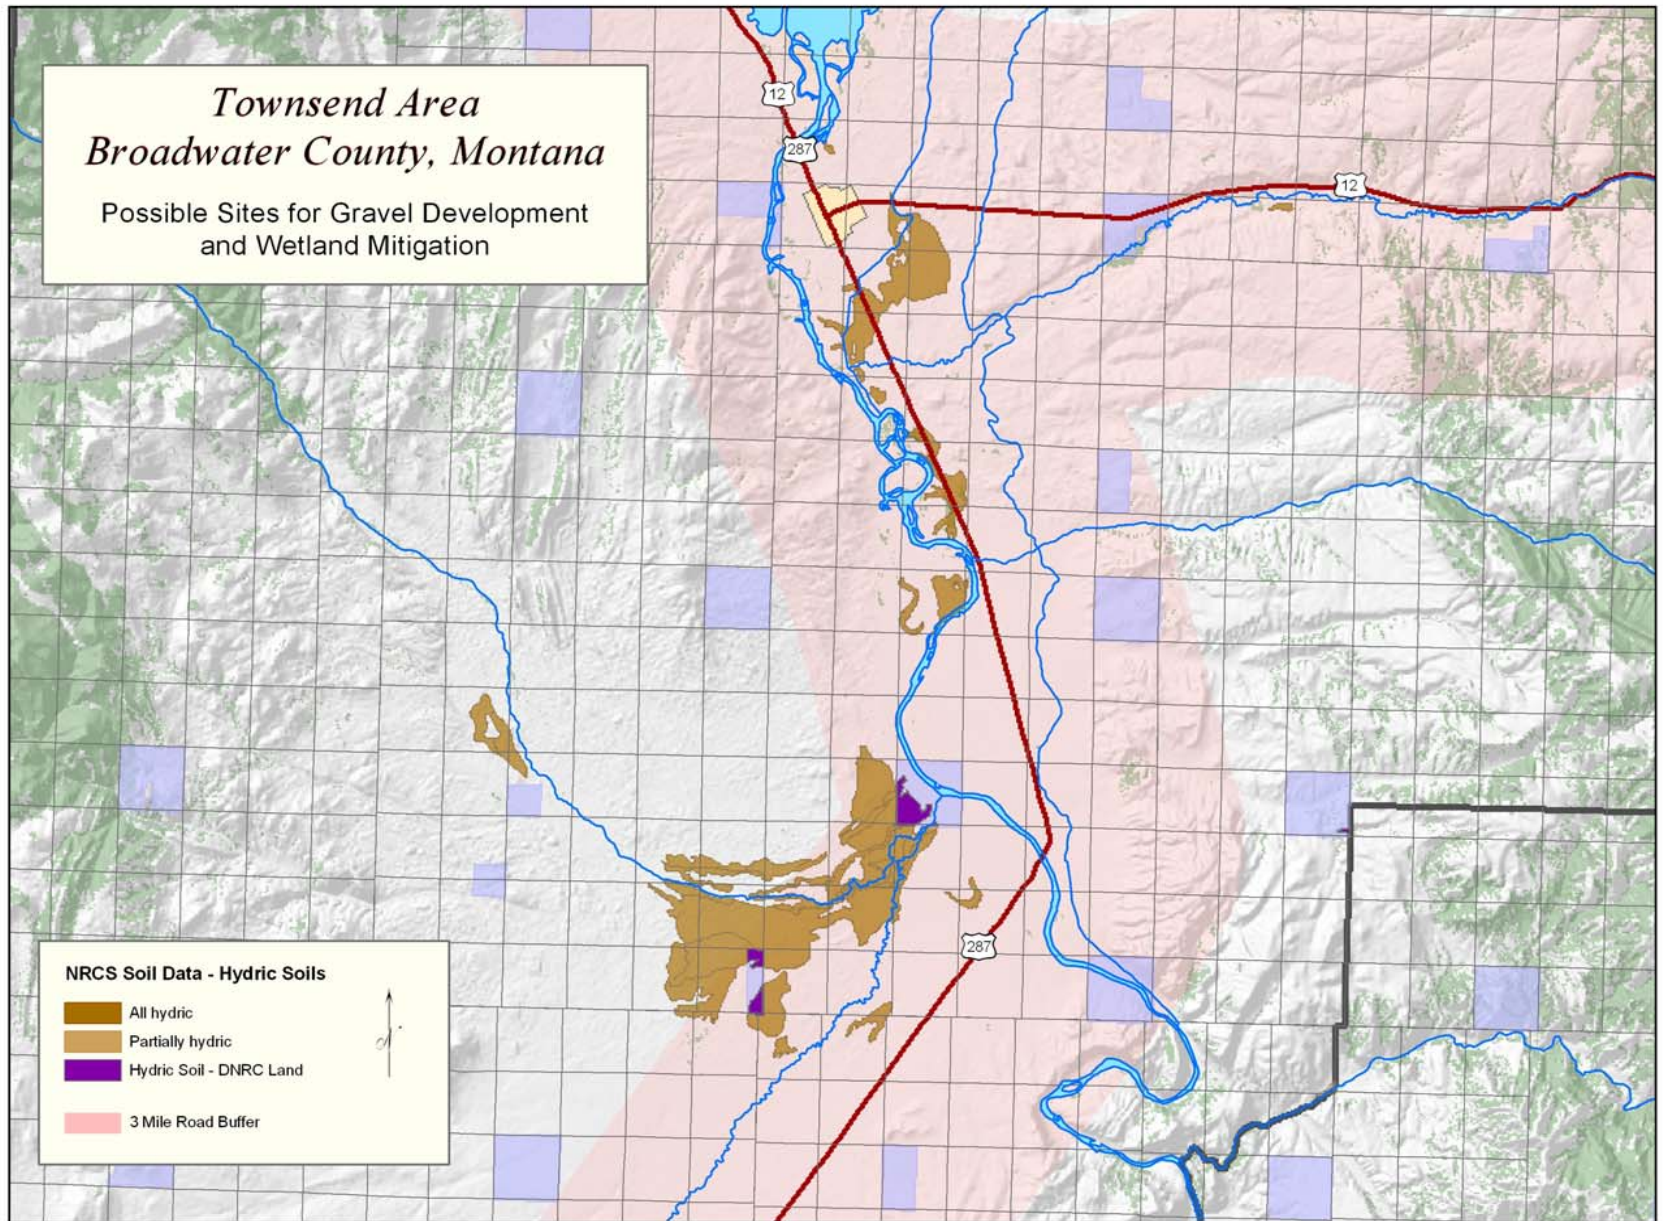 Townsend Area
Broadwater County, Montana
Possible Sites for Gravel Development
and Wetland Mitigation
12
287
12
287
NRCS Soil Data - Hydric Soils
All hydric
Partially hydric
Hydric Soil - DNRC Land
3 Mile Road Buffer